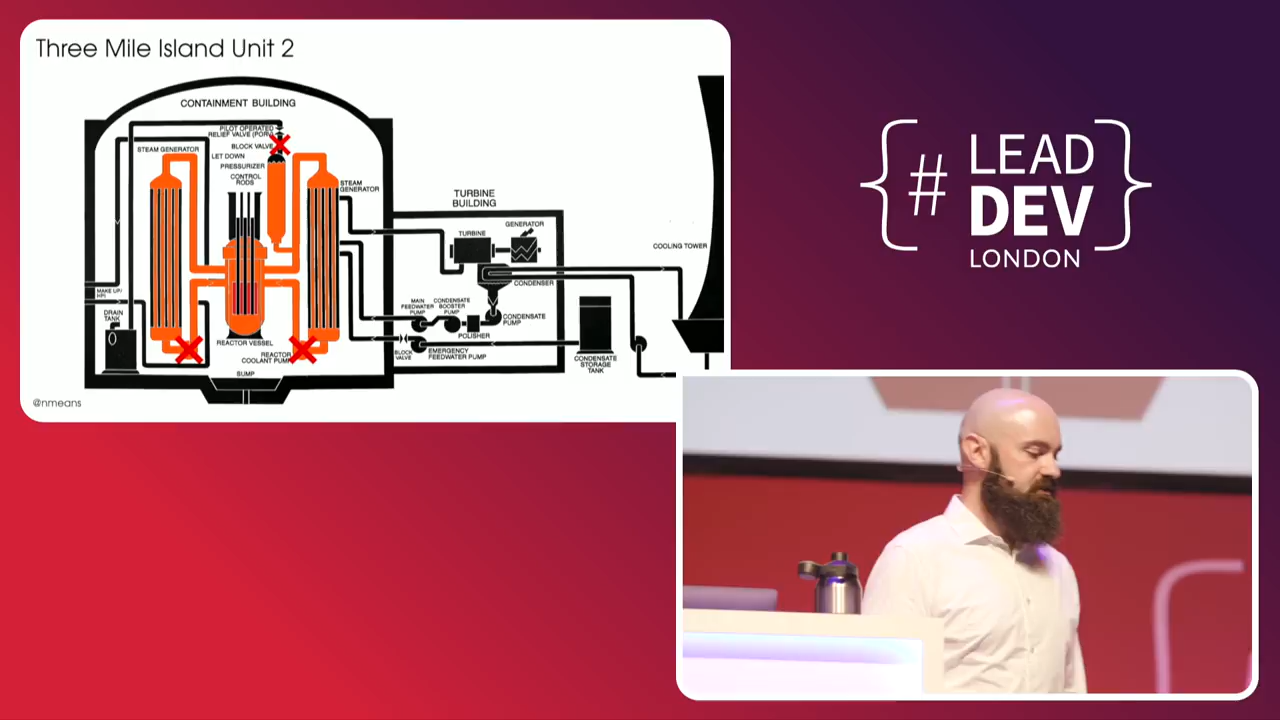 Three Mile Island Unit 2
CONTAINMENT BUILDING
PILOT OPERATED
RELIEF VALVE (PORV)
BLOCK VALVE
STEAM GENERATOR
LET DOWN
PRESSURIZER
CONTROL
RODS
STEAM
GENERATOR
TURBINE
BUILDING
GENERATOR
TURBINE
COOLING TOWER
CONDENSER
MAKE UP/
HPI
MAIN
FEEDWATER
PUMP
CONDENSATE
BOOSTER
PUMP
CONDENSATE
PUMP
DRAIN
TANK
POLISHER
REACTOR VESSEL
REACTOR
COOLANT PUMP
BLOCK
VALVE
EMERGENCY
FEEDWATER PUMP
CONDENSATE
STORAGE
TANK
SUMP
@nmeans
{# LEAD
DEV
LONDON}